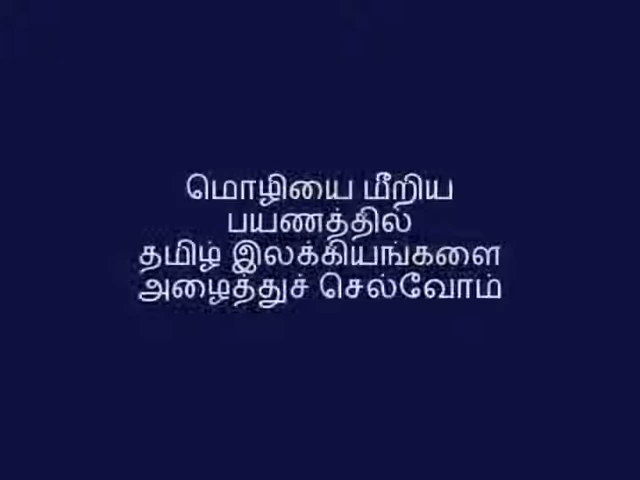 மொழியை மீறிய
பயணத்தில்
தமிழ் இலக்கியங்களை
அழைத்துச் செல்வோம்